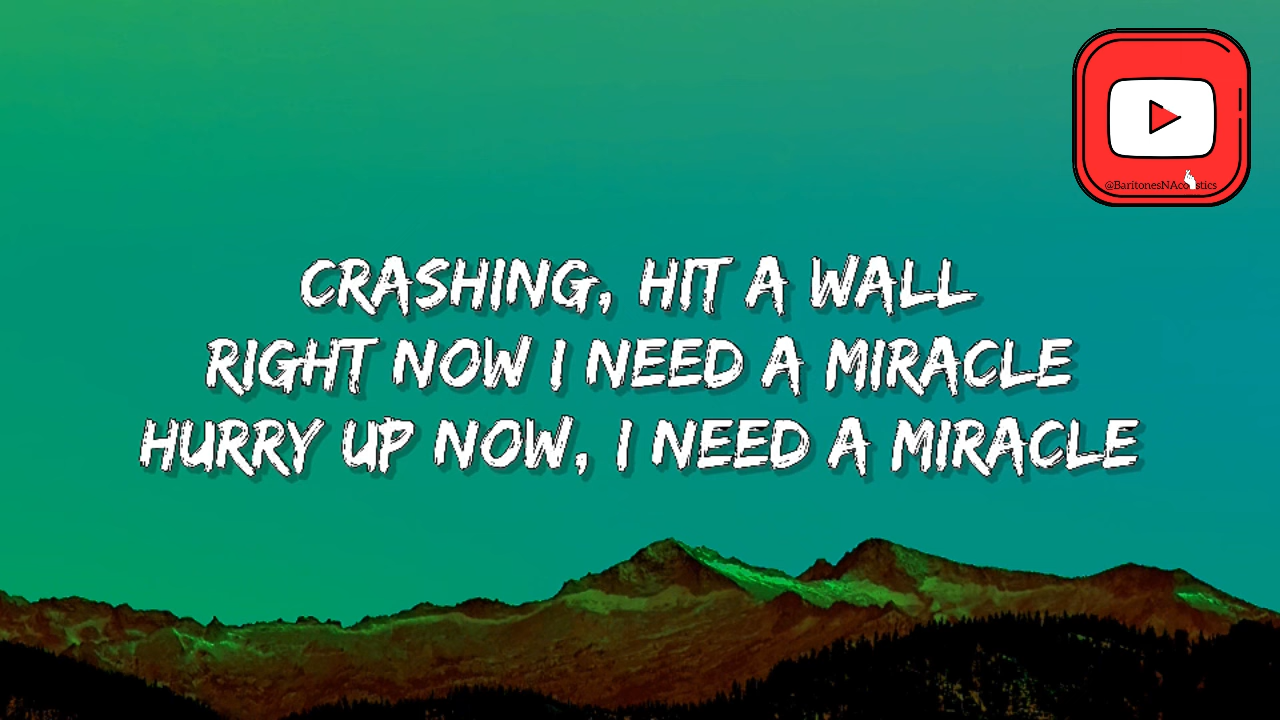 @BaritonesNAcoustics
CRASHING, HIT A WALL
RIGHT NOW I NEED A MIRACLE
HURRY UP NOW, I NEED A MIRACLE